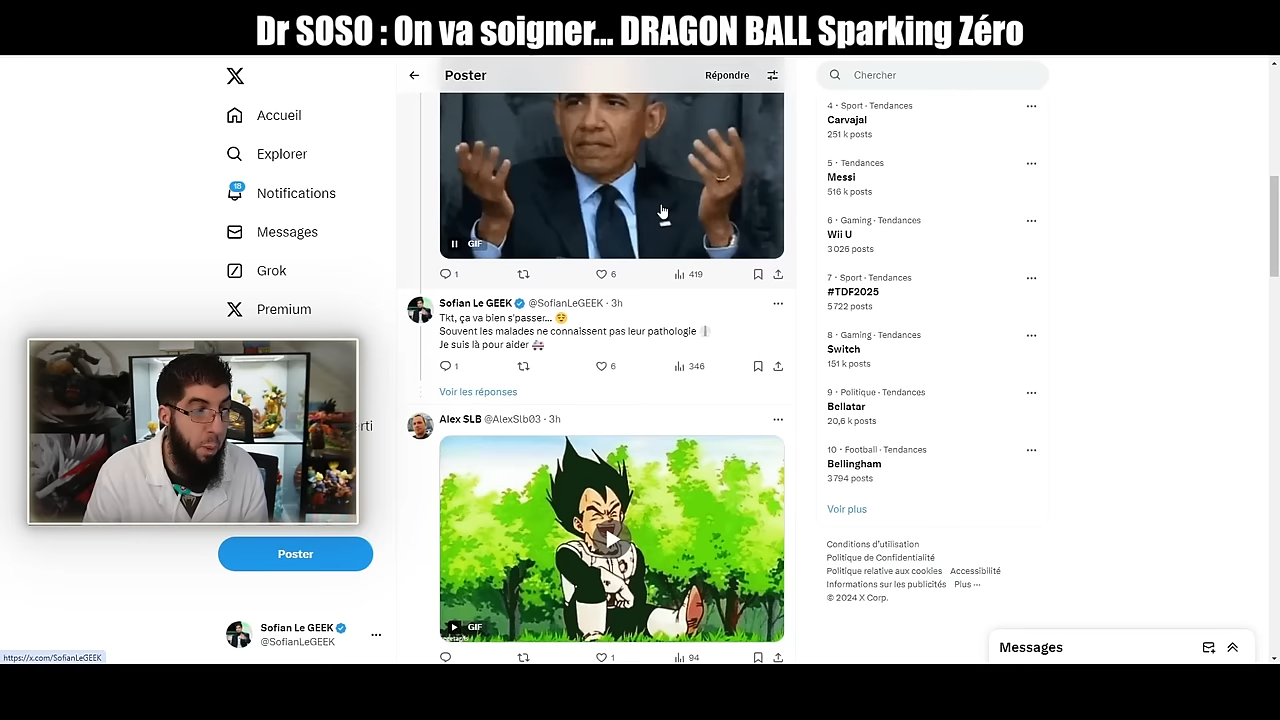 Dr SOSO : On va soigner... DRAGON BALL Sparking Zéro
Accueil
Explorer
18
Notifications
Messages
Grok
Premium
Poster
Sofian Le GEEK
@SofianLeGEEK
https://x.com/SofianLeGEEK
Poster
Répondre
GIF
1
6
419
Sofian Le GEEK @SofianLeGEEK · 3h
Tkt, ça va bien s'passer...
Souvent les malades ne connaissent pas leur pathologie
Je suis là pour aider
1
6
346
Voir les réponses
Alex SLB @AlexSlb03 · 3h
GIF
1
94
Chercher
4 · Sport · Tendances
Carvajal
251 k posts
5 · Tendances
Messi
516 k posts
6 · Gaming · Tendances
Wii U
3 026 posts
7 · Sport · Tendances
#TDF2025
5 722 posts
8 · Gaming · Tendances
Switch
151 k posts
9 · Politique · Tendances
Bellatar
20,6 k posts
10 · Football · Tendances
Bellingham
3 794 posts
Voir plus
Conditions d'utilisation
Politique de Confidentialité
Politique relative aux cookies Accessibilité
Informations sur les publicités Plus ...
© 2024 X Corp.
Messages